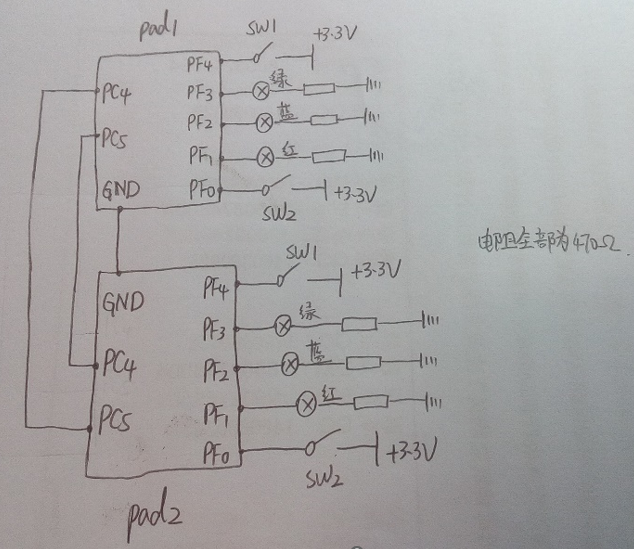 pad1
SW1
+3.3V
PF4
绿
PC4
PF3
蓝
PF2
PC5
红
PF1
GND
PF0
+3.3V
SW2
电阻全部为470Ω.
SW1
+3.3V
PF4
GND
绿
PF3
蓝
PC4
PF2
红
PC5
PF1
PF0
+3.3V
SW2
pad2